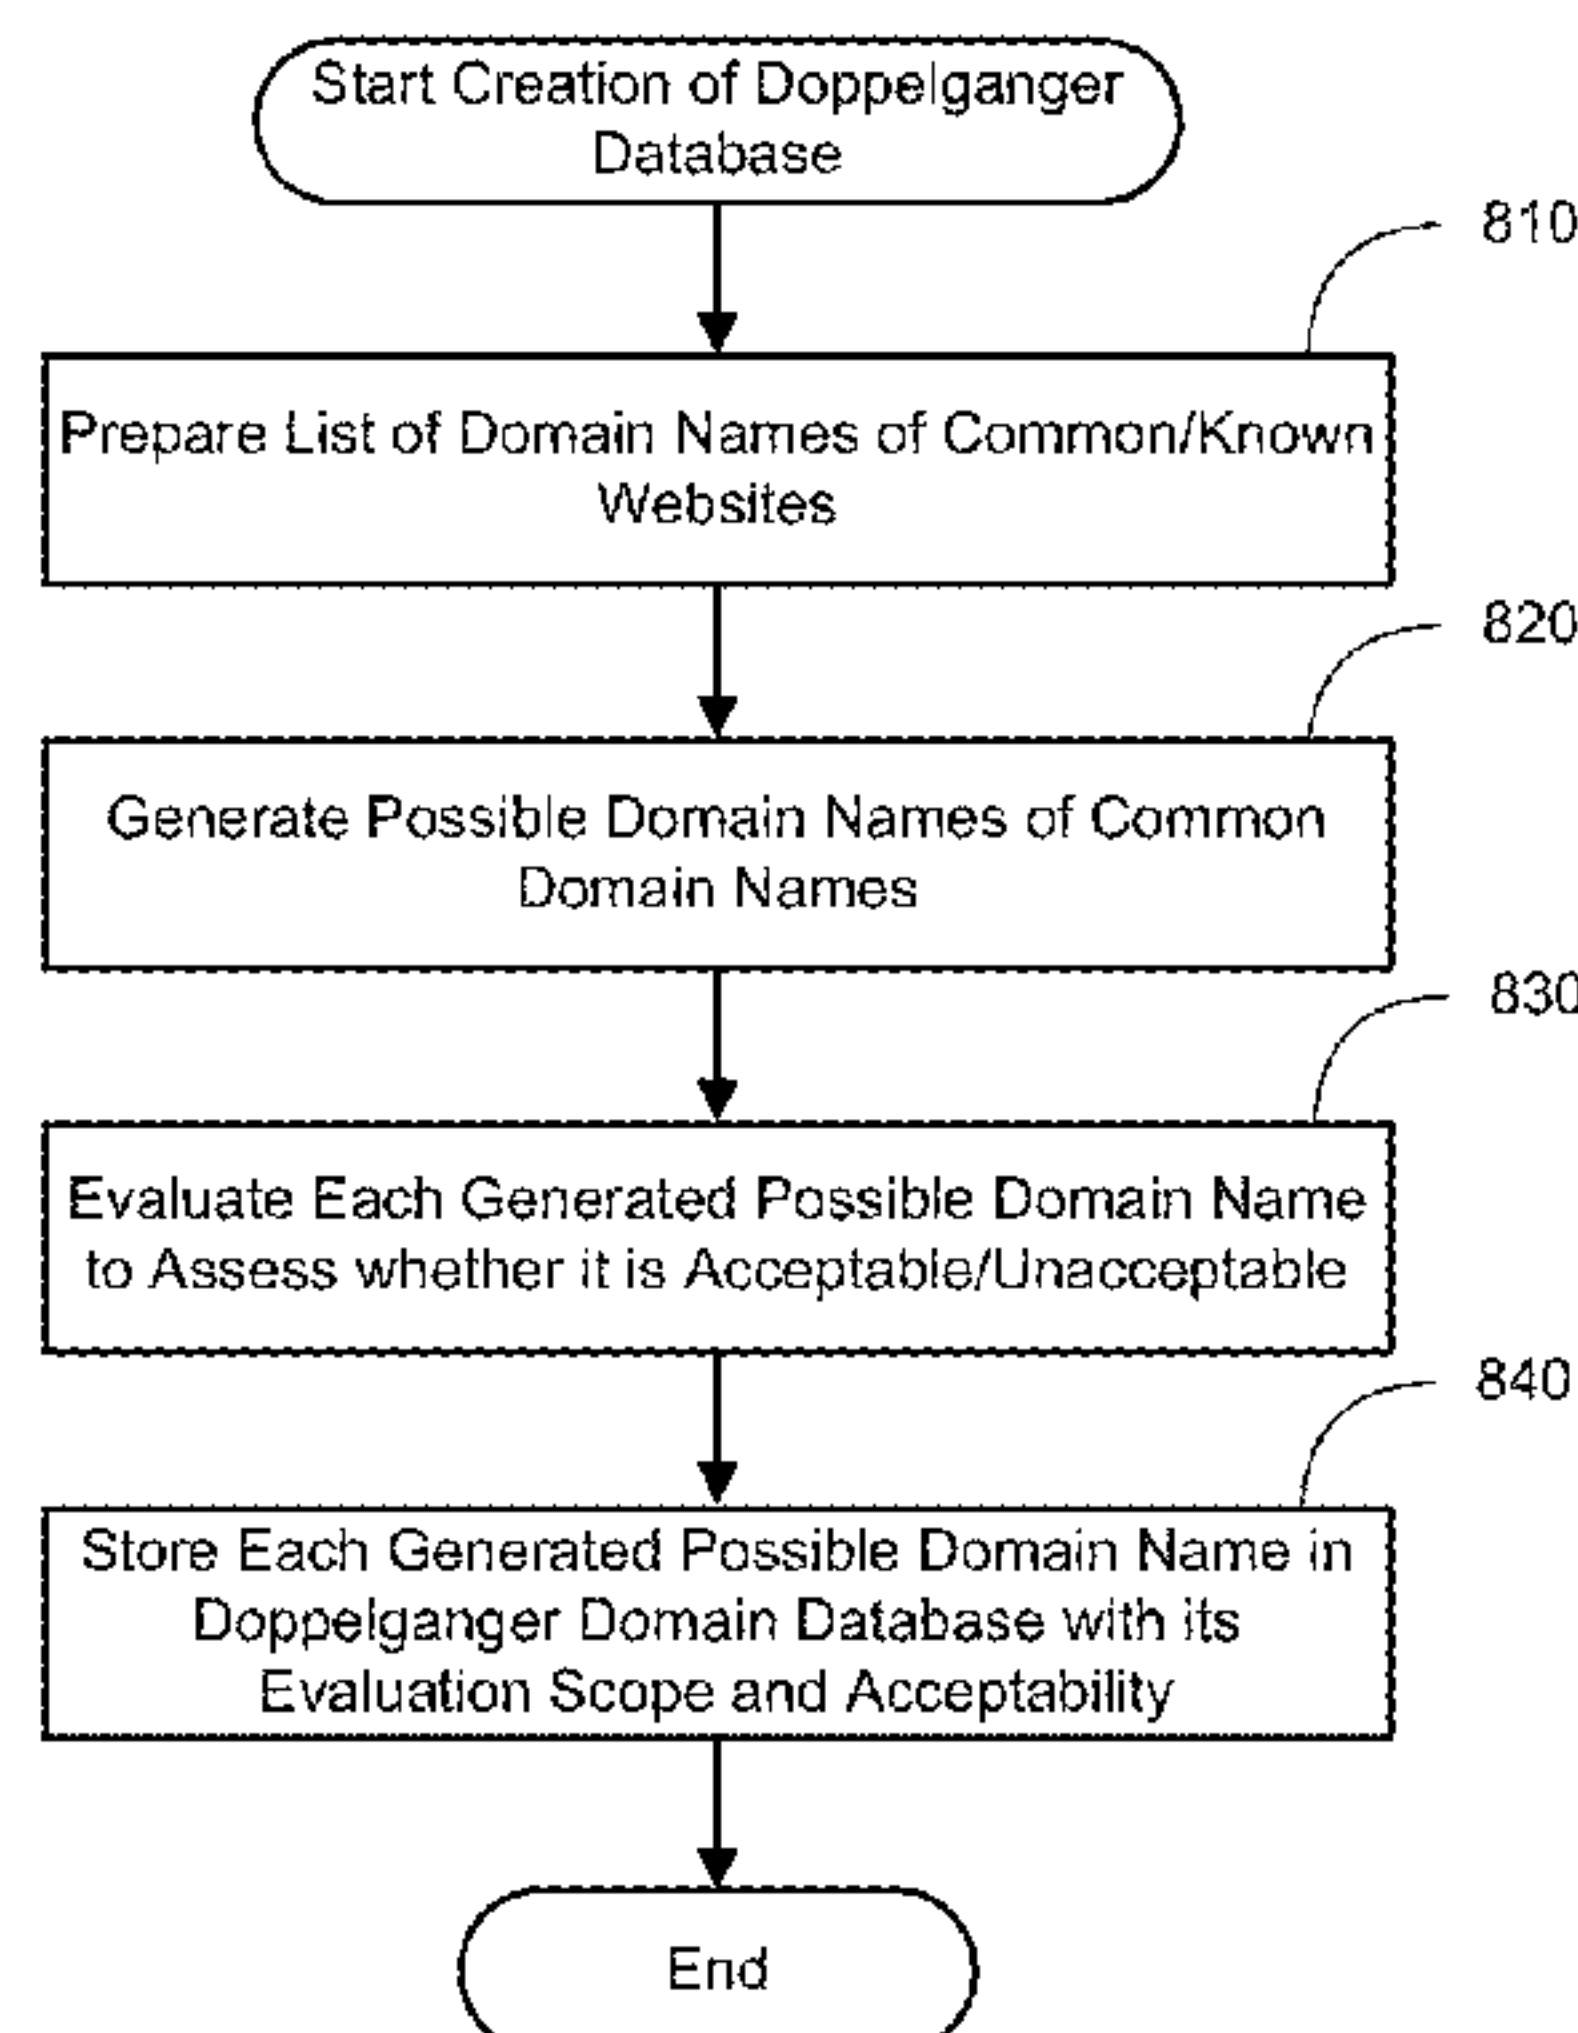 Start Creation of Doppelganger
Database
810
Prepare List of Domain Names of Common/Known
Websites
820
Generate Possible Domain Names of Common
Domain Names
830
Evaluate Each Generated Possible Domain Name
to Assess whether it is Acceptable/Unacceptable
840
Store Each Generated Possible Domain Name in
Doppelganger Domain Database with its
Evaluation Scope and Acceptability
End